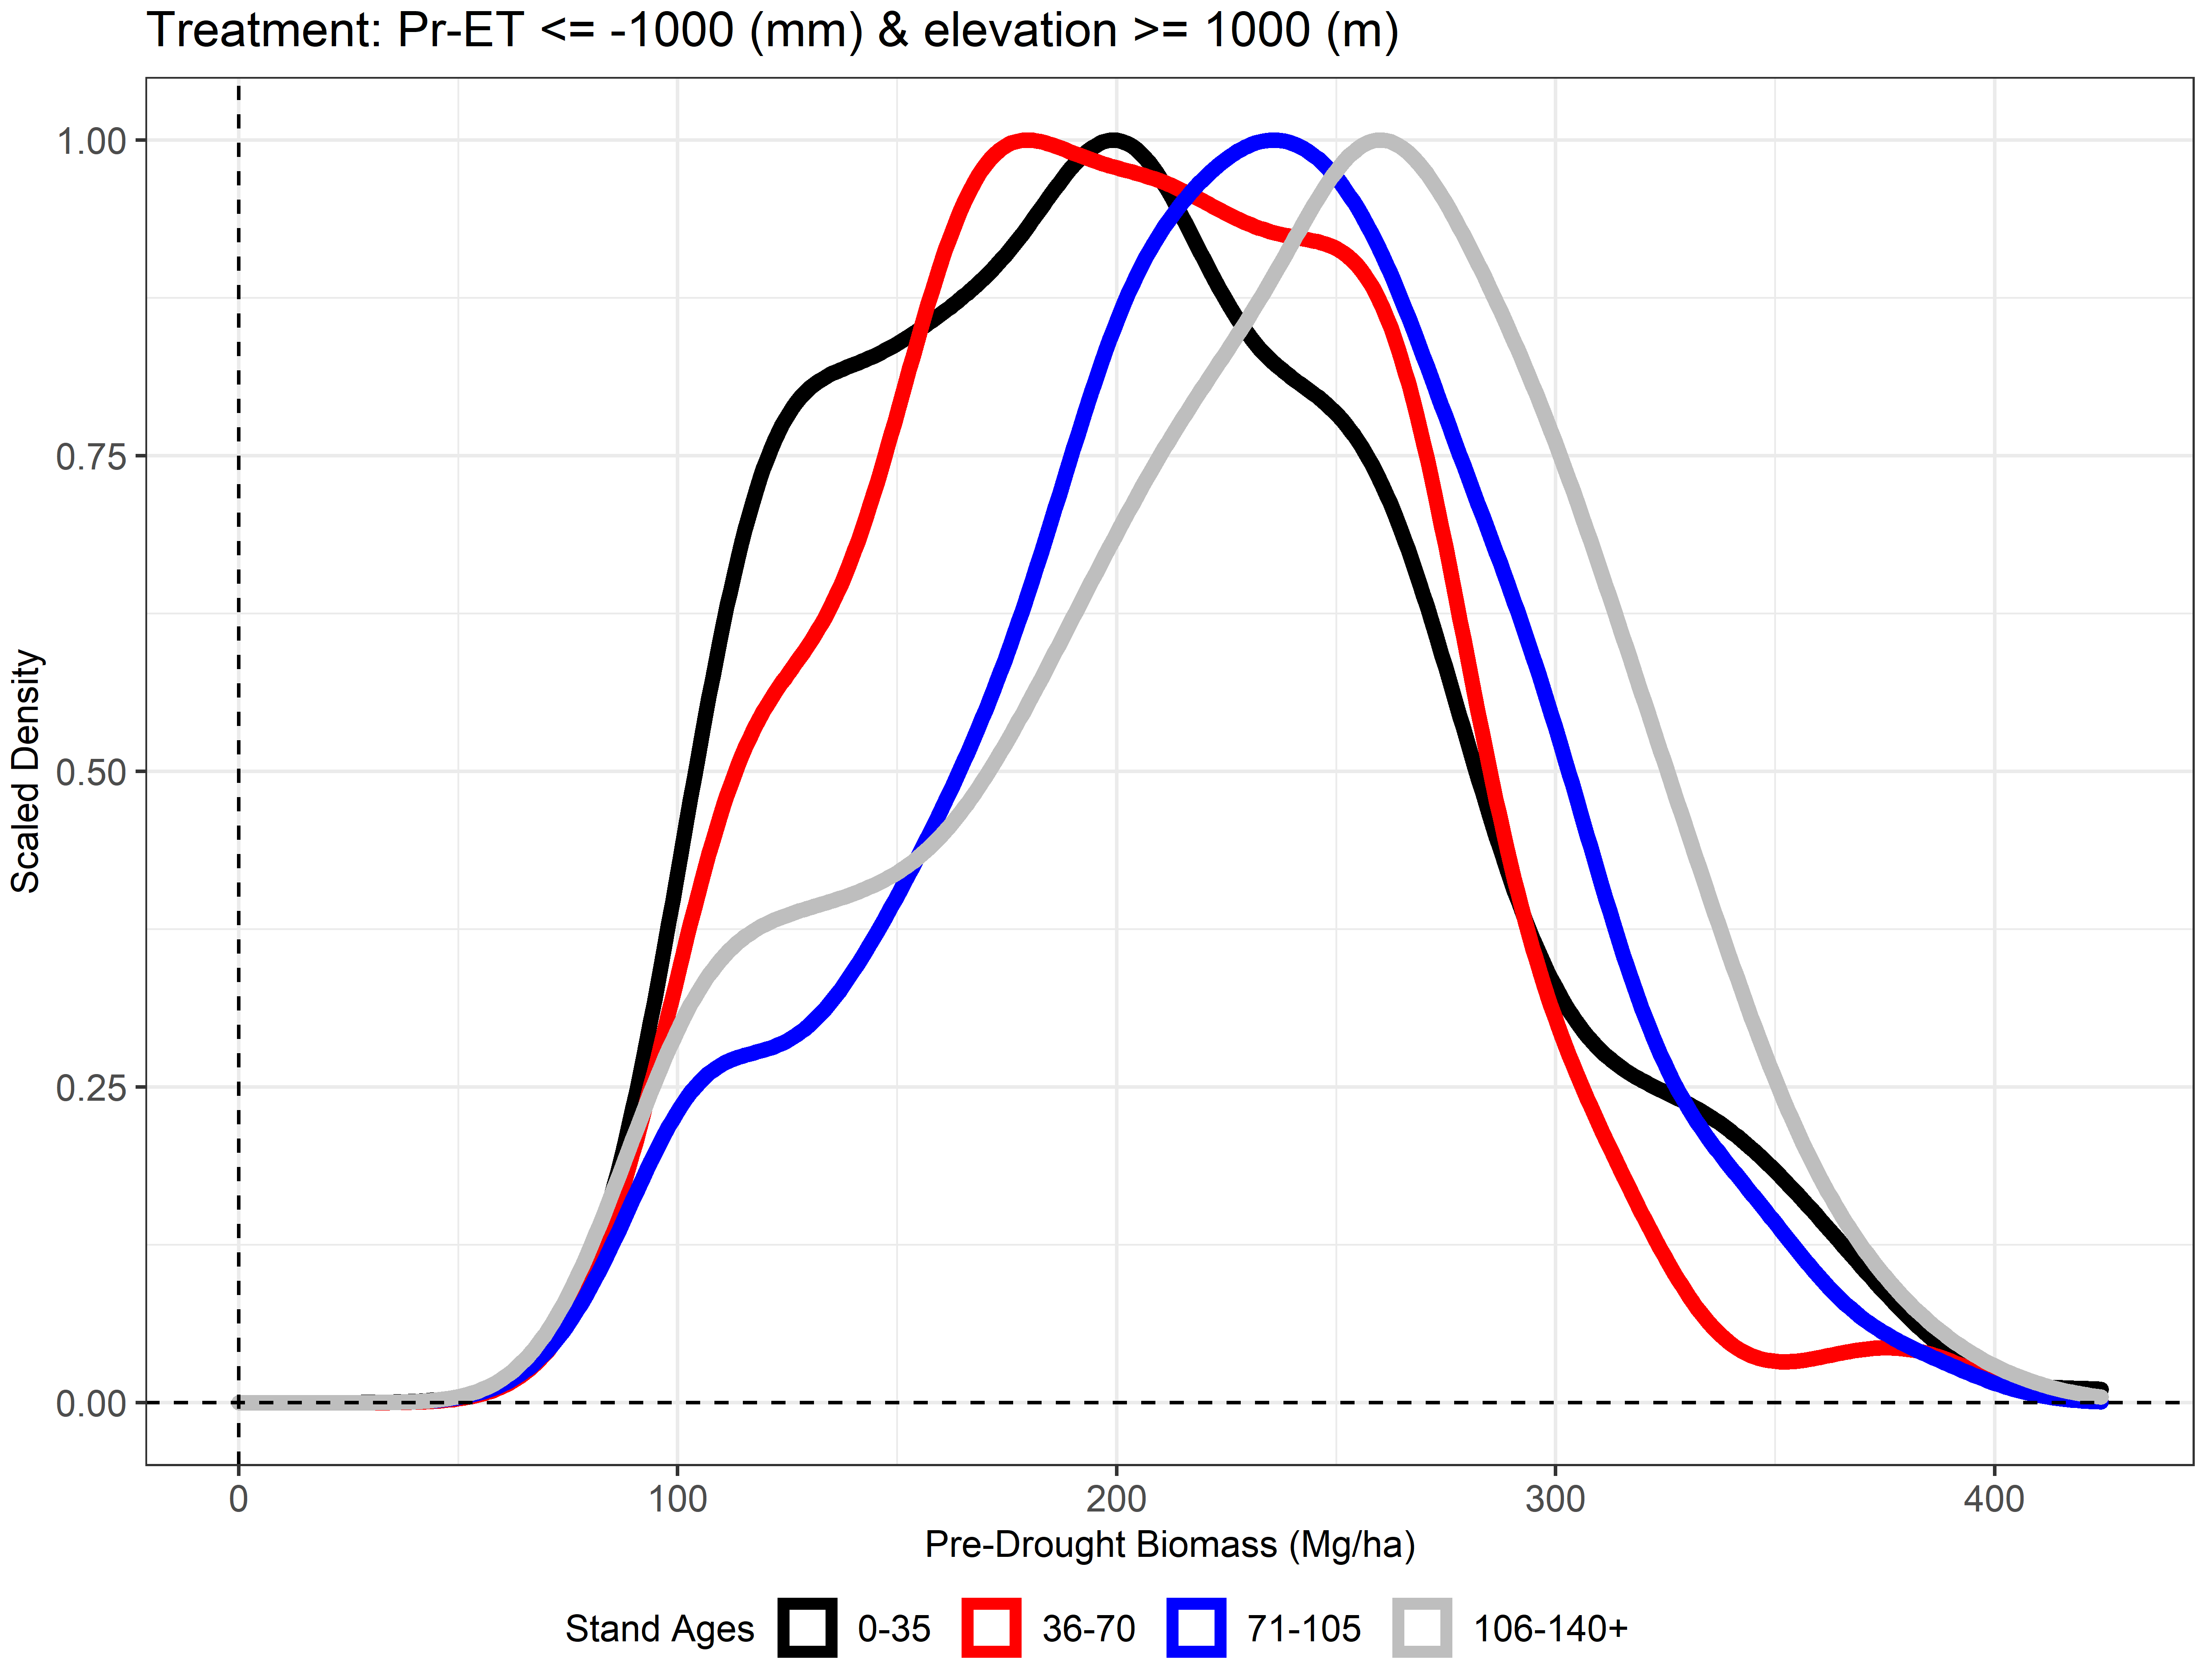 Treatment: Pr-ET <= -1000 (mm) & elevation >= 1000 (m)
Scaled Density
1.00
0.75
0.50
0.25
0.00
0 100 200 300 400
Pre-Drought Biomass (Mg/ha)
Stand Ages 0-35 36-70 71-105 106-140+